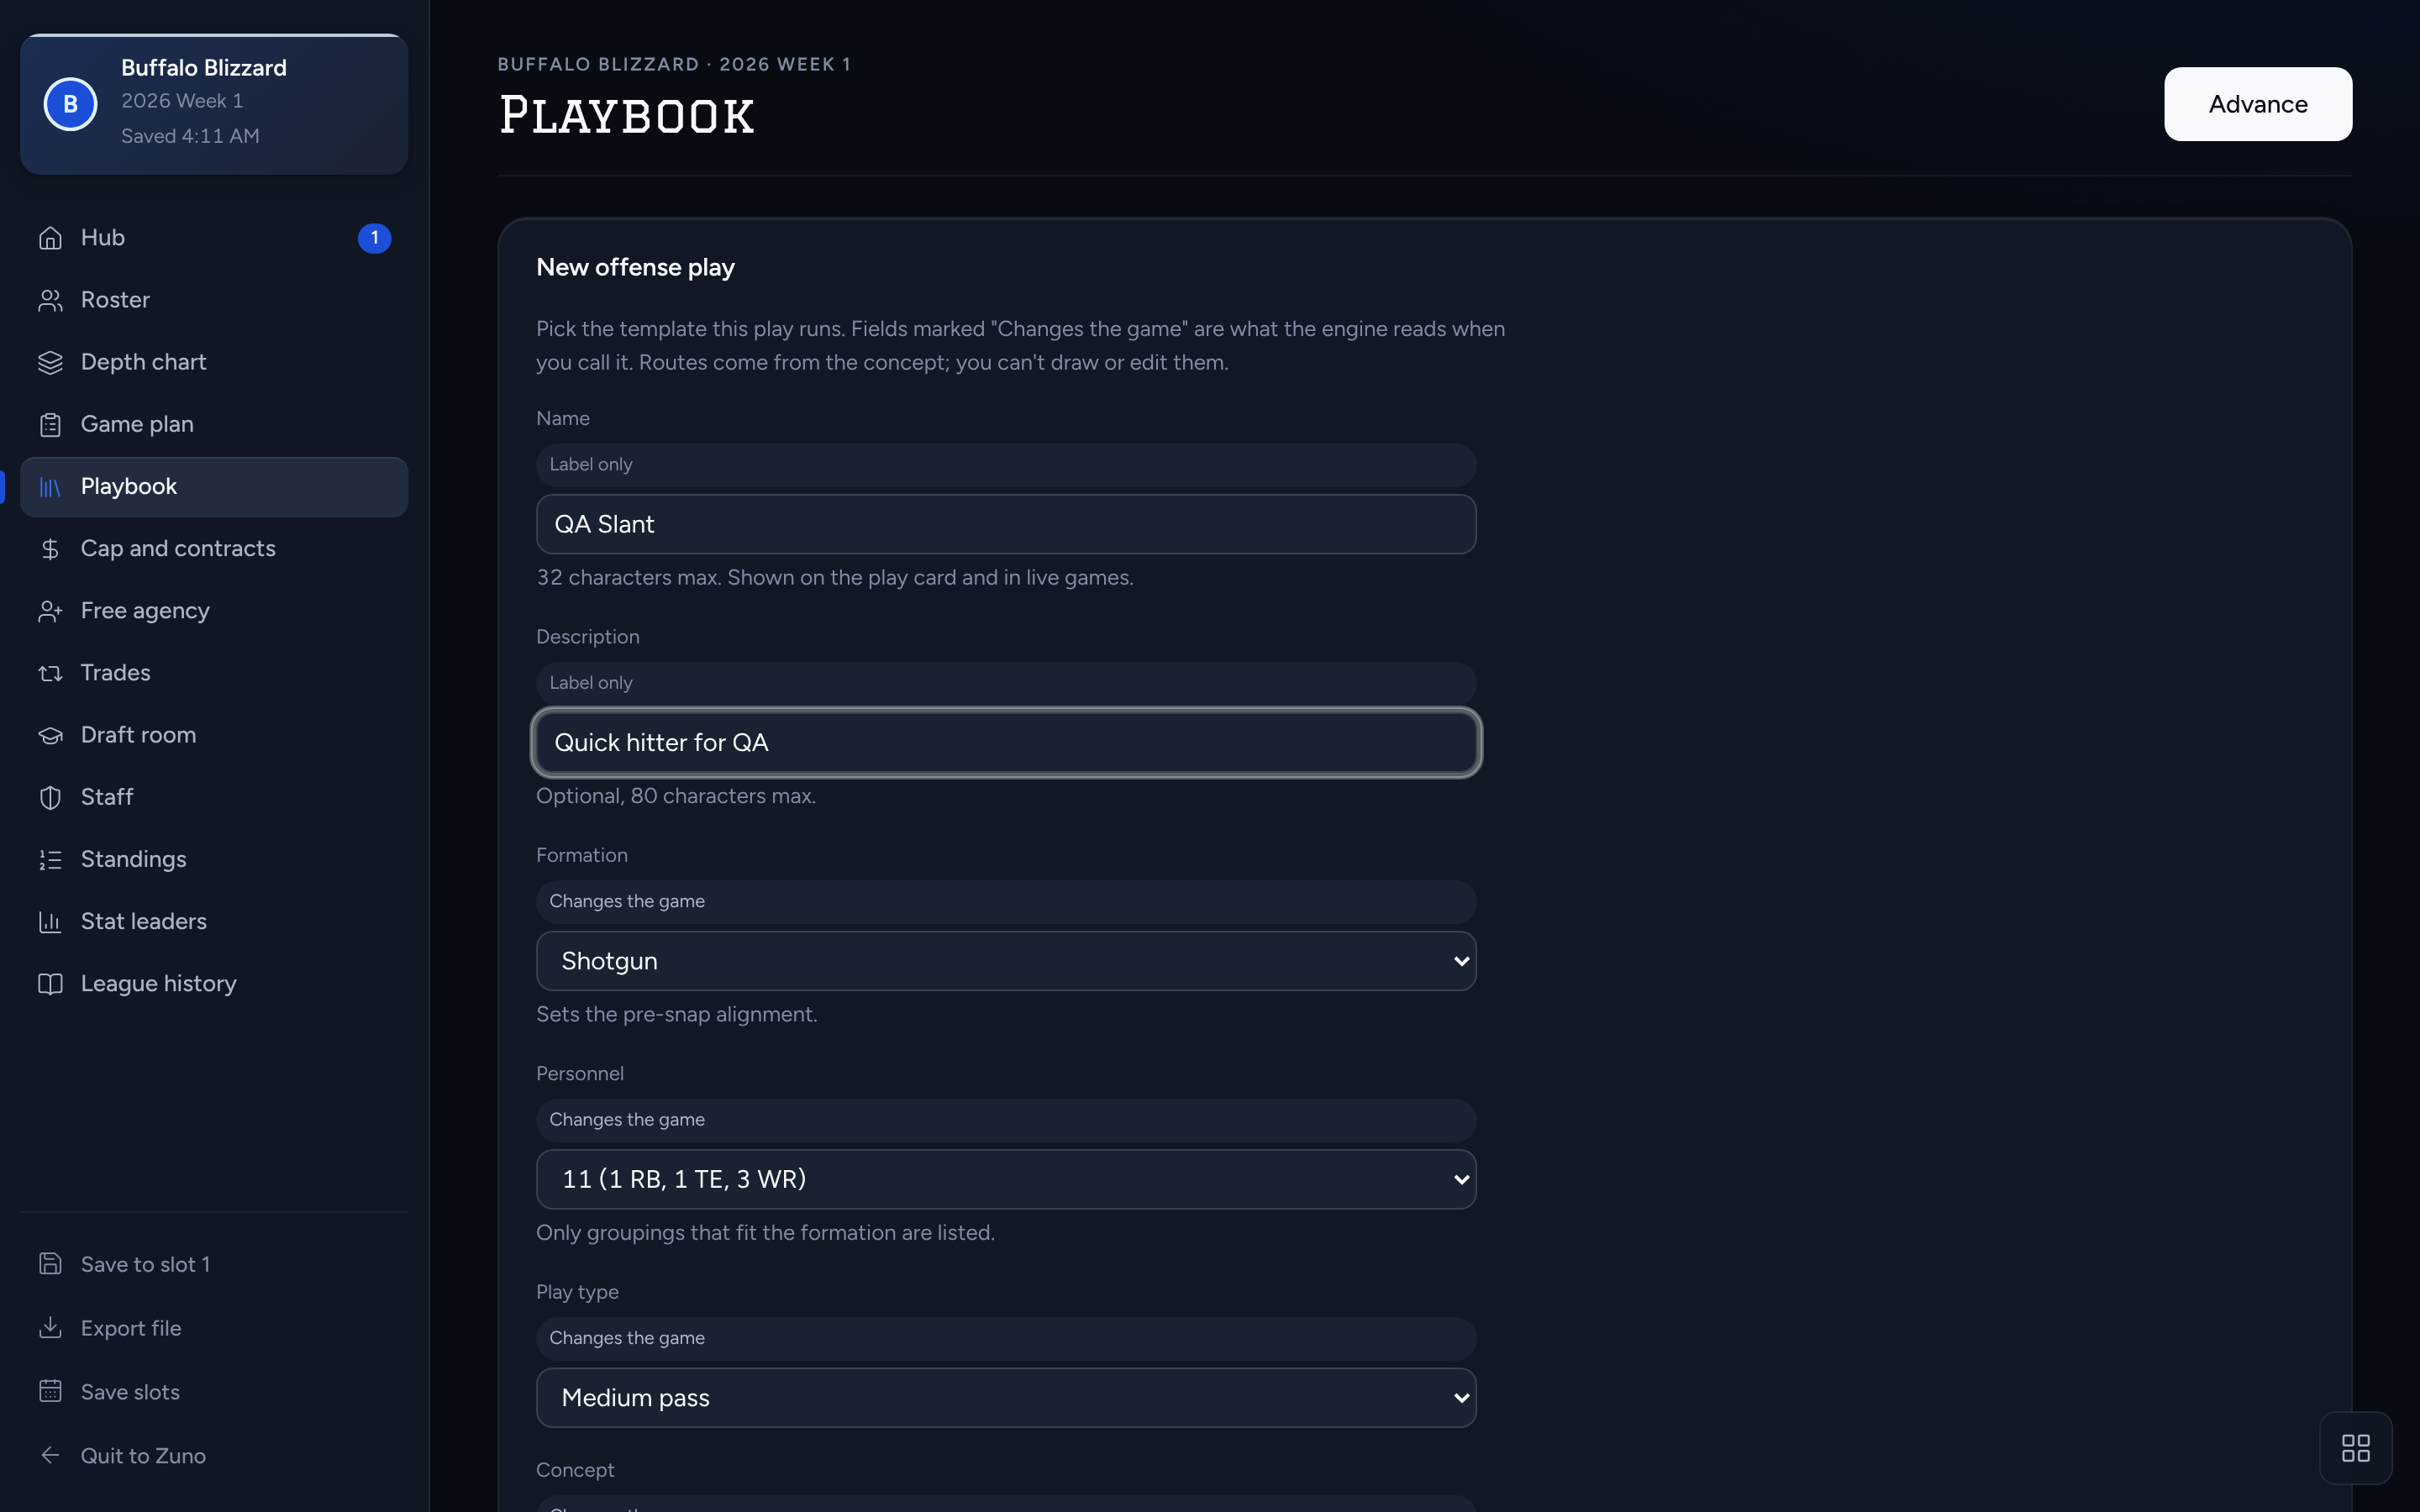 B
Buffalo Blizzard
2026 Week 1
Saved 4:11 AM
Hub
1
Roster
Depth chart
Game plan
Playbook
Cap and contracts
Free agency
Trades
Draft room
Staff
Standings
Stat leaders
League history
Save to slot 1
Export file
Save slots
Quit to Zuno
BUFFALO BLIZZARD · 2026 WEEK 1
Playbook
Advance
New offense play
Pick the template this play runs. Fields marked "Changes the game" are what the engine reads when
you call it. Routes come from the concept; you can't draw or edit them.
Name
Label only
QA Slant
32 characters max. Shown on the play card and in live games.
Description
Label only
Quick hitter for QA
Optional, 80 characters max.
Formation
Changes the game
Shotgun
Sets the pre-snap alignment.
Personnel
Changes the game
11 (1 RB, 1 TE, 3 WR)
Only groupings that fit the formation are listed.
Play type
Changes the game
Medium pass
Concept